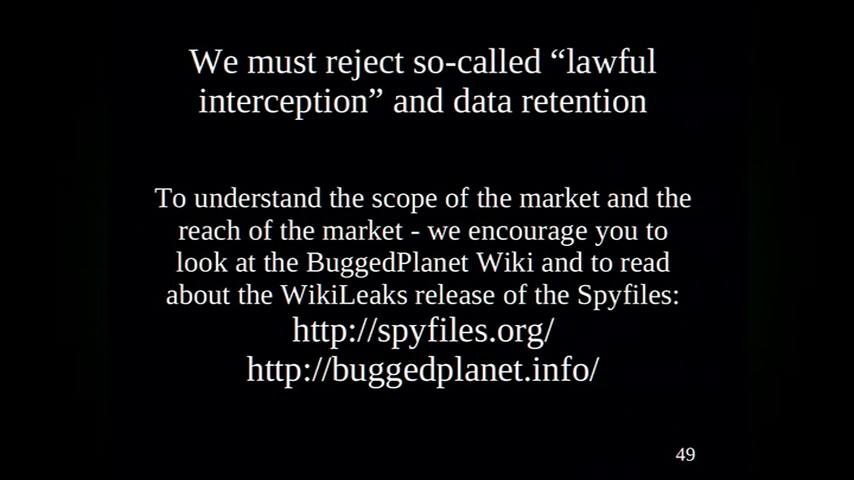 We must reject so-called “lawful
interception” and data retention
To understand the scope of the market and the
reach of the market - we encourage you to
look at the BuggedPlanet Wiki and to read
about the WikiLeaks release of the Spyfiles:
http://spyfiles.org/
http://buggedplanet.info/
49